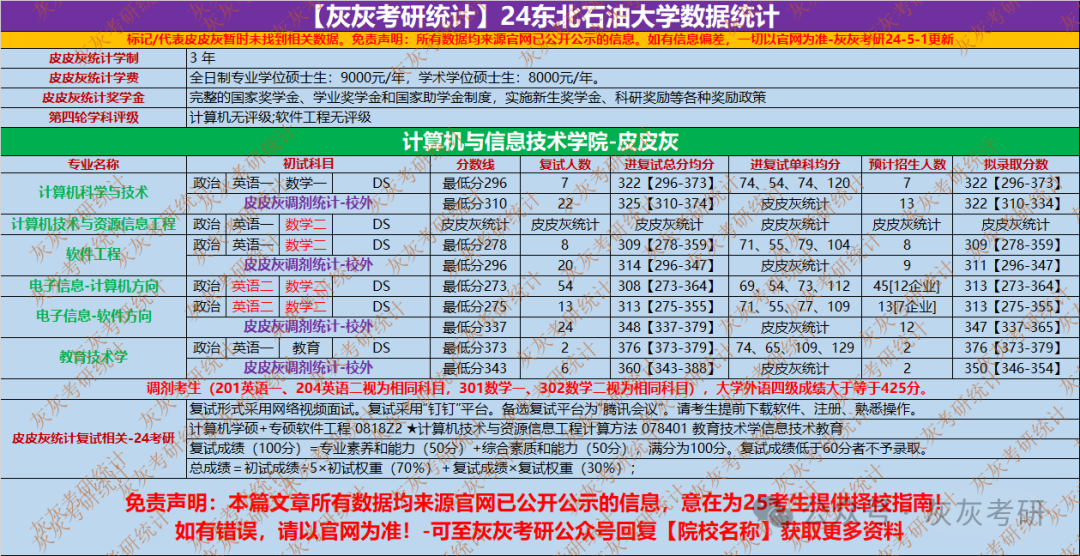 【灰灰考研统计】24东北石油大学数据统计
标记/代表皮皮灰暂时未找到相关数据。免责声明：所有数据均来源官网已公开公示的信息。如有信息偏差，一切以官网为准-灰灰考研24-5-1更新
皮皮灰统计学制 3 年
皮皮灰统计学费 全日制专业学位硕士生：9000元/年，学术学位硕士生：8000元/年。
皮皮灰统计奖学金 完整的国家奖学金、学业奖学金和国家助学金制度，实施新生奖学金、科研奖励等各种奖励政策
第四轮学科评级 计算机无评级;软件工程无评级
计算机与信息技术学院-皮皮灰
专业名称 初试科目 分数线 复试人数 进复试总分均分 进复试单科均分 预计招生人数 拟录取分数
计算机科学与技术 政治 英语一 数学一 DS 最低分296 7 322【296-373】 74、54、74、120 7 322【296-373】
皮皮灰调剂统计-校外 最低分310 22 325【310-374】 皮皮灰统计 13 322【310-334】
计算机技术与资源信息工程 政治 英语一 数学二 DS 皮皮灰统计 皮皮灰统计 皮皮灰统计 皮皮灰统计 皮皮灰统计 皮皮灰统计
软件工程 政治 英语一 数学二 DS 最低分278 8 309【278-359】 71、55、79、104 8 309【278-359】
皮皮灰调剂统计-校外 最低分296 20 314【296-347】 皮皮灰统计 9 311【296-347】
电子信息-计算机方向 政治 英语二 数学二 DS 最低分273 54 308【273-364】 69、54、73、112 45[12企业] 313【273-364】
电子信息-软件方向 政治 英语二 数学二 DS 最低分275 13 313【275-355】 71、55、77、109 13[7企业] 313【275-355】
皮皮灰调剂统计-校外 最低分337 24 348【337-379】 皮皮灰统计 12 347【337-365】
教育技术学 政治 英语一 教育 DS 最低分373 2 376【373-379】 74、65、109、129 2 376【373-379】
皮皮灰调剂统计-校外 最低分343 6 360【343-388】 皮皮灰统计 2 350【346-354】
调剂考生（201英语一、204英语二视为相同科目，301数学一、302数学二视为相同科目），大学外语四级成绩大于等于425分。
皮皮灰统计复试相关-24考研
复试形式采用网络视频面试。复试采用“钉钉”平台。备选复试平台为“腾讯会议”。请考生提前下载软件、注册、熟悉操作。
计算机学硕+专硕软件工程 0818Z2 ★计算机技术与资源信息工程计算方法 078401 教育技术学信息技术教育
复试成绩（100分）=专业素养和能力（50分）+综合素质和能力（50分），满分为100分。复试成绩低于60分者不予录取。
总成绩＝初试成绩÷5×初试权重（70%）＋复试成绩×复试权重（30%）；
免责声明：本篇文章所有数据均来源官网已公开公示的信息，意在为25考生提供择校指南!
如有错误，请以官网为准！-可至灰灰考研公众号回复【院校名称】获取更多资料
公众号 · 灰灰考研
灰灰考研统计